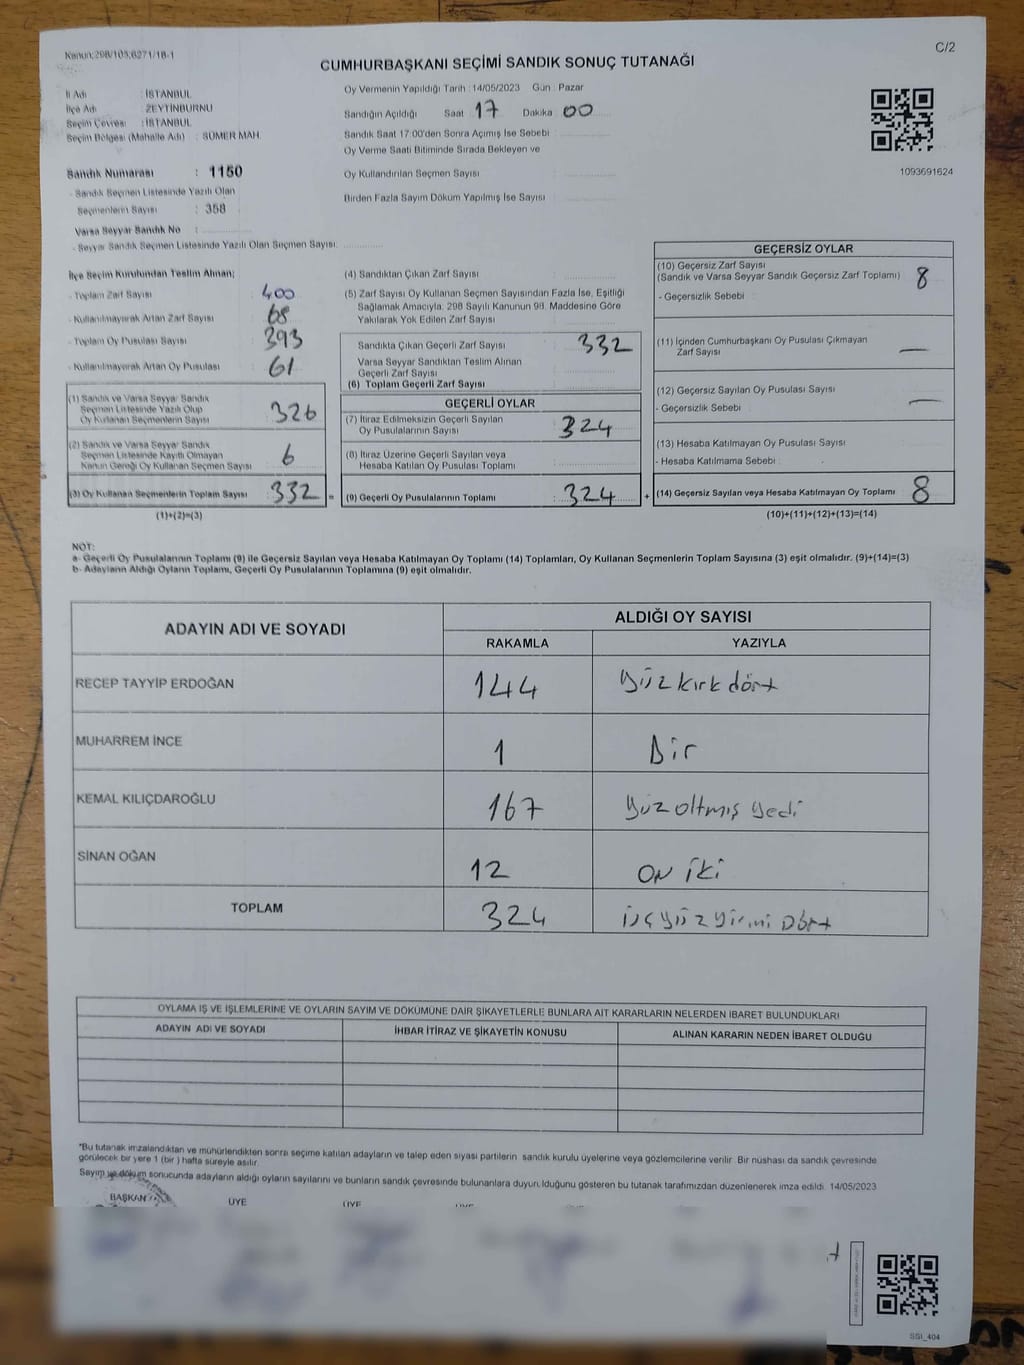 Kanun:298/105;6271/18-1
C/2
CUMHURBAŞKANI SEÇİMİ SANDIK SONUÇ TUTANAĞI
İl Adı : İSTANBUL
İlçe Adı : ZEYTİNBURNU
Seçim Çevresi : İSTANBUL
Seçim Bölgesi (Mahalle Adı) : SÜMER MAH.
Sandık Numarası : 1150
- Sandık Seçmen Listesinde Yazılı Olan
Seçmenlerin Sayısı : 358
Varsa Seyyar Sandık No :
- Seyyar Sandık Seçmen Listesinde Yazılı Olan Seçmen Sayısı:
Oy Vermenin Yapıldığı Tarih : 14/05/2023 Gün : Pazar
Sandığın Açıldığı Saat 17 Dakika 00
Sandık Saat 17:00'den Sonra Açımış İse Sebebi :
Oy Verme Saati Bitiminde Sırada Bekleyen ve
Oy Kullandırılan Seçmen Sayısı :
Birden Fazla Sayım Döküm Yapılmış İse Sayısı :
1093691624
İlçe Seçim Kurulundan Teslim Alınan;
- Toplam Zarf Sayısı : 400
- Kullanılmayarak Artan Zarf Sayısı : 68
- Toplam Oy Pusulası Sayısı : 393
- Kullanılmayarak Artan Oy Pusulası : 61
(1) Sandık ve Varsa Seyyar Sandık
Seçmen Listesinde Yazılı Olup
Oy Kullanan Seçmenlerin Sayısı : 326
(2) Sandık ve Varsa Seyyar Sandık
Seçmen Listesinde Kayıtlı Olmayan
Kanun Gereği Oy Kullanan Seçmen Sayısı : 6
(3) Oy Kullanan Seçmenlerin Toplam Sayısı : 332 =
(1)+(2)=(3)
(4) Sandıktan Çıkan Zarf Sayısı :
(5) Zarf Sayısı Oy Kullanan Seçmen Sayısından Fazla İse, Eşitliği
Sağlamak Amacıyla; 298 Sayılı Kanunun 98. Maddesine Göre
Yakılarak Yok Edilen Zarf Sayısı :
Sandıkta Çıkan Geçerli Zarf Sayısı : 332
Varsa Seyyar Sandıktan Teslim Alınan
Geçerli Zarf Sayısı :
(6) Toplam Geçerli Zarf Sayısı :
GEÇERLİ OYLAR
(7) İtiraz Edilmeksizin Geçerli Sayılan
Oy Pusulalarının Sayısı : 324
(8) İtiraz Üzerine Geçerli Sayılan veya
Hesaba Katılan Oy Pusulası Toplamı :
(9) Geçerli Oy Pusulalarının Toplamı : 324 +
GEÇERSİZ OYLAR
(10) Geçersiz Zarf Sayısı
(Sandık ve Varsa Seyyar Sandık Geçersiz Zarf Toplamı) : 8
- Geçersizlik Sebebi :
(11) İçinden Cumhurbaşkanı Oy Pusulası Çıkmayan
Zarf Sayısı : —
(12) Geçersiz Sayılan Oy Pusulası Sayısı : —
- Geçersizlik Sebebi :
(13) Hesaba Katılmayan Oy Pusulası Sayısı :
- Hesaba Katılmama Sebebi :
(14) Geçersiz Sayılan veya Hesaba Katılmayan Oy Toplamı : 8
(10)+(11)+(12)+(13)=(14)
NOT:
a- Geçerli Oy Pusulalarının Toplamı (9) ile Geçersiz Sayılan veya Hesaba Katılmayan Oy Toplamı (14) Toplamları, Oy Kullanan Seçmenlerin Toplam Sayısına (3) eşit olmalıdır. (9)+(14)=(3)
b- Adayların Aldığı Oyların Toplamı, Geçerli Oy Pusulalarının Toplamına (9) eşit olmalıdır.
ADAYIN ADI VE SOYADI ALDIĞI OY SAYISI
RAKAMLA YAZIYLA
RECEP TAYYİP ERDOĞAN 144 Yüz kırk dört
MUHARREM İNCE 1 Bir
KEMAL KILIÇDAROĞLU 167 Yüz altmış yedi
SİNAN OĞAN 12 ON iki
TOPLAM 324 üçyüz yirmi Dört
OYLAMA İŞ VE İŞLEMLERİNE VE OYLARIN SAYIM VE DÖKÜMÜNE DAİR ŞİKAYETLERLE BUNLARA AİT KARARLARIN NELERDEN İBARET BULUNDUKLARI
ADAYIN ADI VE SOYADI İHBAR İTİRAZ VE ŞİKAYETİN KONUSU ALINAN KARARIN NEDEN İBARET OLDUĞU
*Bu tutanak imzalandıktan ve mühürlendikten sonra seçime katılan adayların ve talep eden siyasi partilerin sandık kurulu üyelerine veya gözlemcilerine verilir. Bir nüshası da sandık çevresinde
görülecek bir yere 1 (bir ) hafta süreyle asılır.
Sayım ve döküm sonucunda adayların aldığı oyların sayılarını ve bunların sandık çevresinde bulunanlara duyurulduğunu gösteren bu tutanak tarafımızdan düzenlenerek imza edildi. 14/05/2023
BAŞKAN ÜYE ÜYE ÜYE
SSI_404